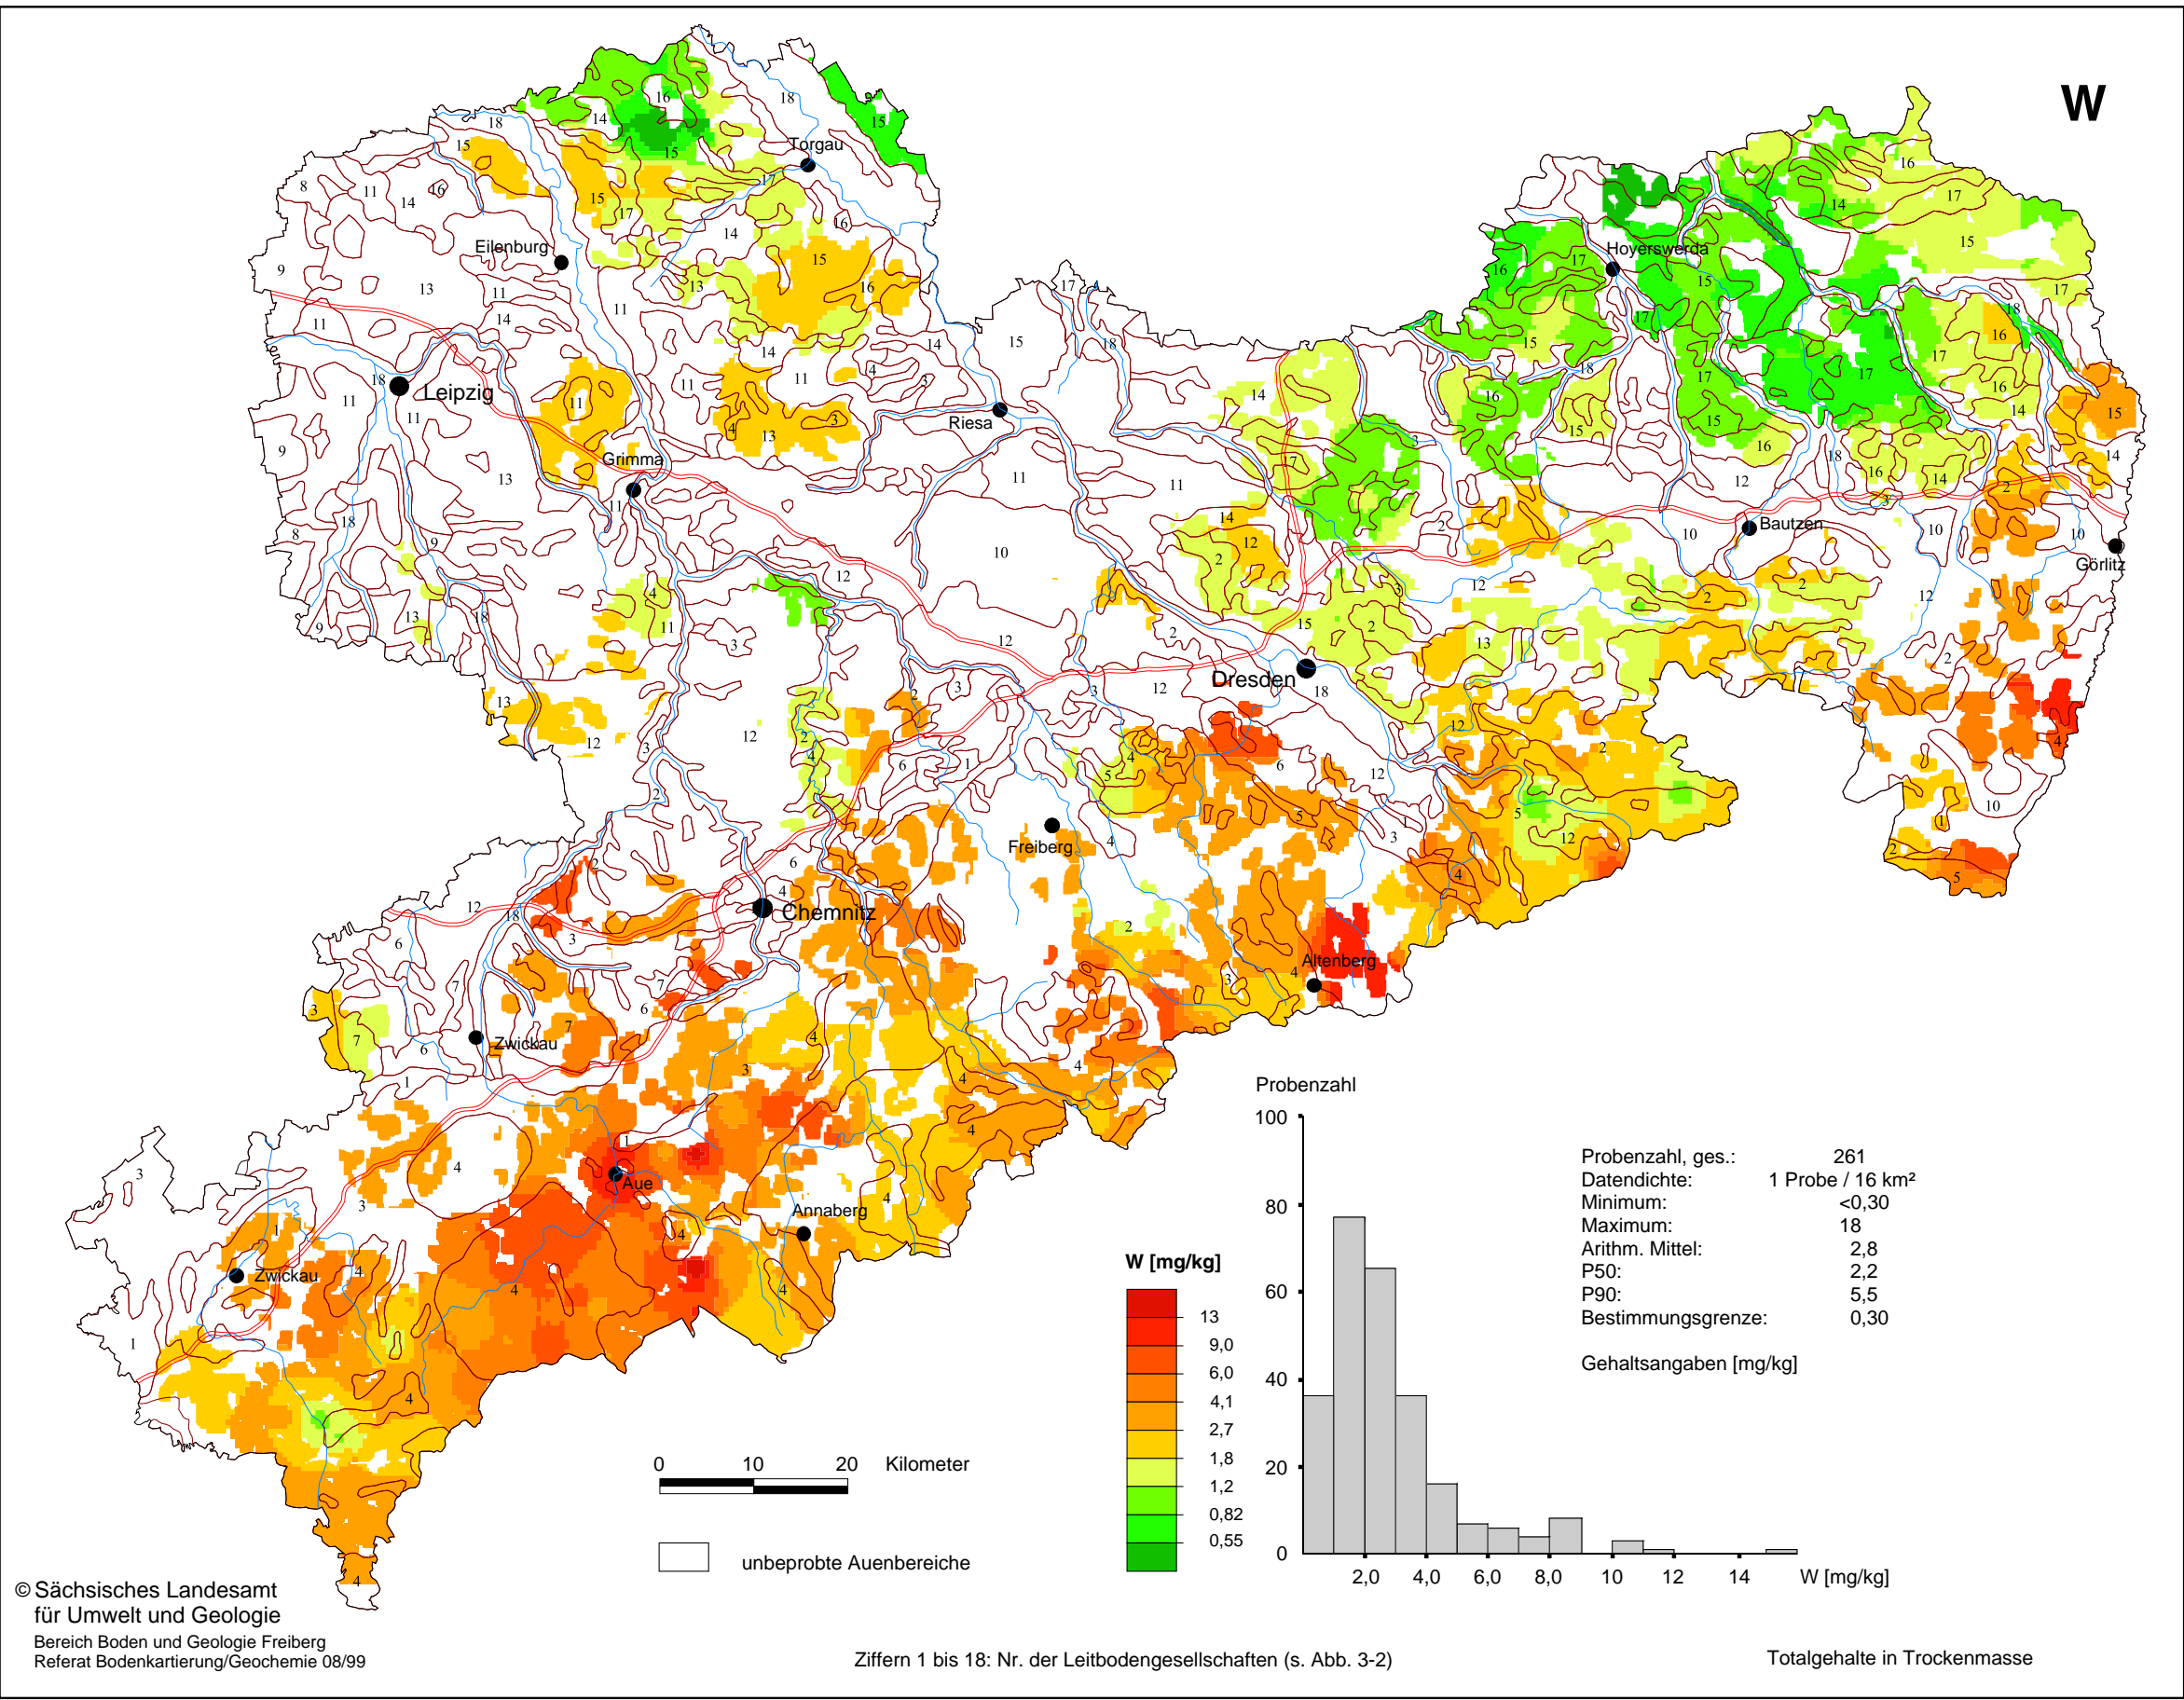 W
Torgau
Eilenburg
Hoyerswerda
Leipzig
Riesa
Grimma
Bautzen
Görlitz
Dresden
Freiberg
Chemnitz
Altenberg
Zwickau
Aue
Annaberg
Zwickau
Probenzahl
100
80
60
40
20
0
2,0 4,0 6,0 8,0 10 12 14 W [mg/kg]
Probenzahl, ges.: 261
Datendichte: 1 Probe / 16 km²
Minimum: <0,30
Maximum: 18
Arithm. Mittel: 2,8
P50: 2,2
P90: 5,5
Bestimmungsgrenze: 0,30
Gehaltsangaben [mg/kg]
W [mg/kg]
13
9,0
6,0
4,1
2,7
1,8
1,2
0,82
0,55
0 10 20 Kilometer
unbeprobte Auenbereiche
© Sächsisches Landesamt
für Umwelt und Geologie
Bereich Boden und Geologie Freiberg
Referat Bodenkartierung/Geochemie 08/99
Ziffern 1 bis 18: Nr. der Leitbodengesellschaften (s. Abb. 3-2)
Totalgehalte in Trockenmasse